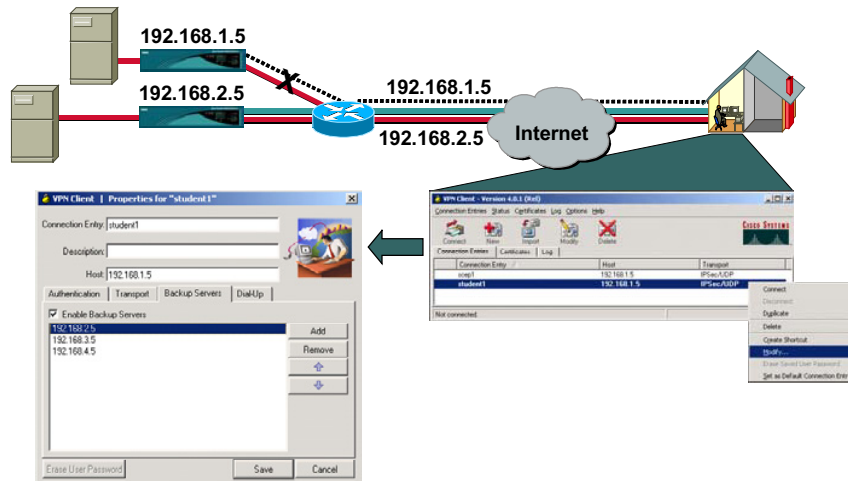 192.168.1.5
192.168.2.5
192.168.1.5
Internet
192.168.2.5
VPN Client | Properties for "student1"
Connection Entry: student1
Description:
Host: 192.168.1.5
Authentication Transport Backup Servers Dial-Up
Enable Backup Servers
192.168.2.5
192.168.3.5
192.168.4.5
Add
Remove
Erase User Password
Save
Cancel
VPN Client - Version 4.0.1 (Rel)
Connection Entries Status Certificates Log Options Help
Connect New Import Modify Delete
CISCO SYSTEMS
Connection Entries Certificates Log
Connection Entry Host Transport
192.168.1.5 IPSec/UDP
student1 192.168.1.5 IPSec/UDP
Not connected.
Connect
Disconnect
Duplicate
Delete
Create Shortcut
Modify...
Erase Saved User Password
Set as Default Connection Entry